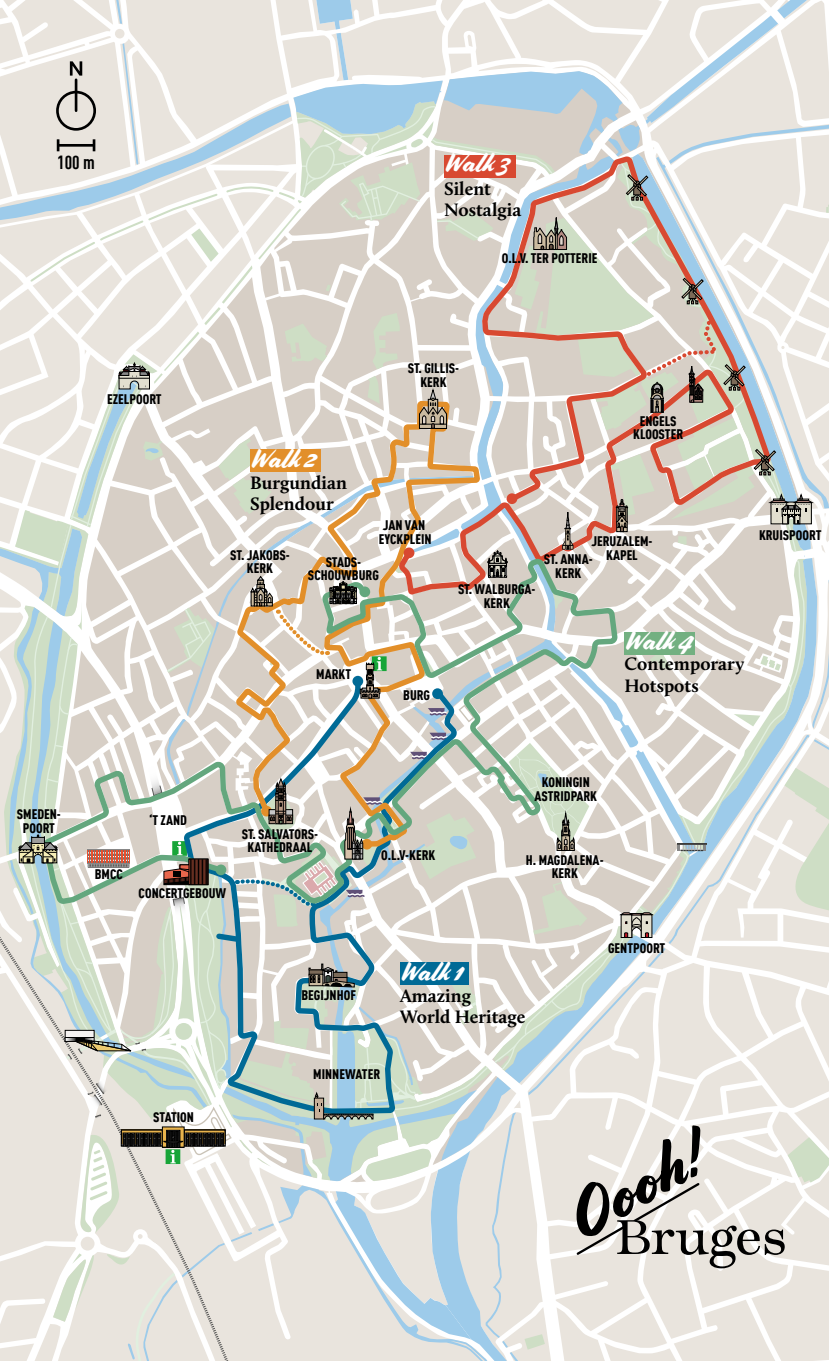 N
100 m
Walk 3
Silent
Nostalgia
O.L.V. TER POTTERIE
ST. GILLIS-
KERK
EZELPOORT
ENGELS
KLOOSTER
Walk 2
Burgundian
Splendour
KRUISPOORT
JAN VAN
EYCKPLEIN
JERUZALEM-
KAPEL
ST. ANNA-
KERK
ST. JAKOBS-
KERK
STADS-
SCHOUWBURG
ST. WALBURGA-
KERK
Walk 4
Contemporary
Hotspots
i
MARKT
BURG
KONINGIN
ASTRIDPARK
SMEDEN-
POORT
'T ZAND
ST. SALVATORS-
KATHEDRAAL
i
O.L.V-KERK
H. MAGDALENA-
KERK
BMCC
CONCERTGEBOUW
GENTPOORT
Walk 1
Amazing
World Heritage
BEGIJNHOF
MINNEWATER
STATION
i
Oooh!
Bruges